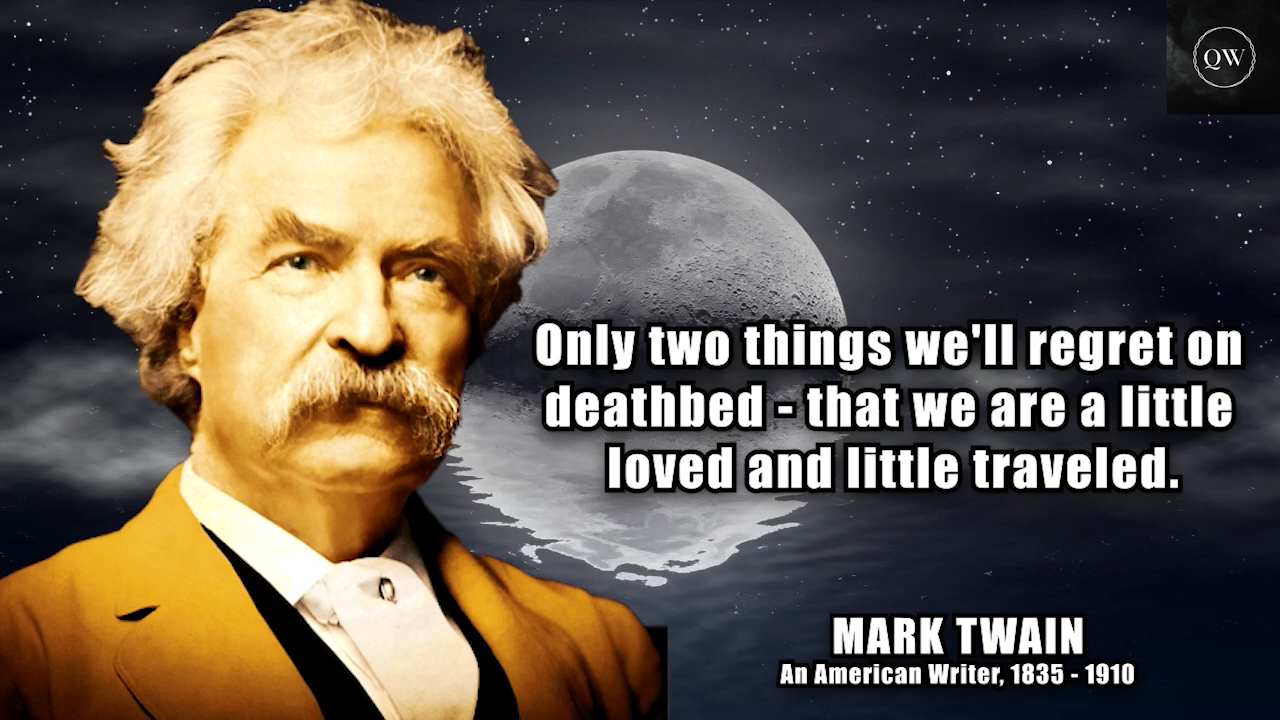 QW
Only two things we'll regret on
deathbed - that we are a little
loved and little traveled.
MARK TWAIN
An American Writer, 1835 - 1910